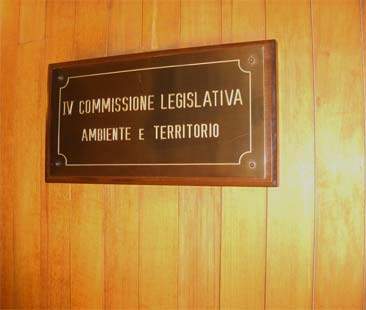 IV COMMISSIONE LEGISLATIVA
AMBIENTE E TERRITORIO